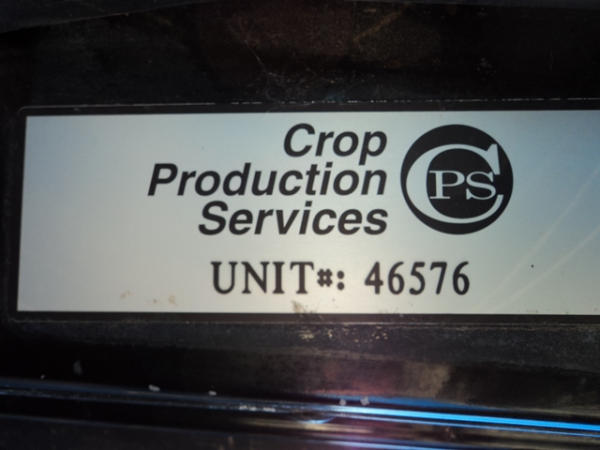 Crop
Production
Services
CPS
UNIT#: 46576